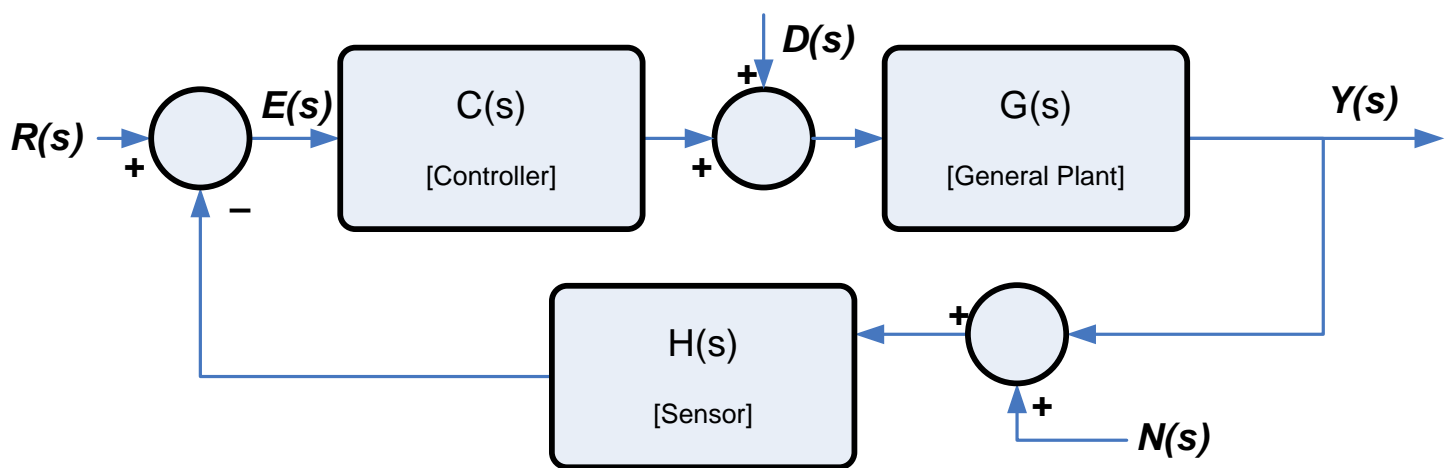 D(s)
+
R(s)
+
–
E(s)
C(s)
[Controller]
+
G(s)
[General Plant]
Y(s)
H(s)
[Sensor]
+
+
N(s)